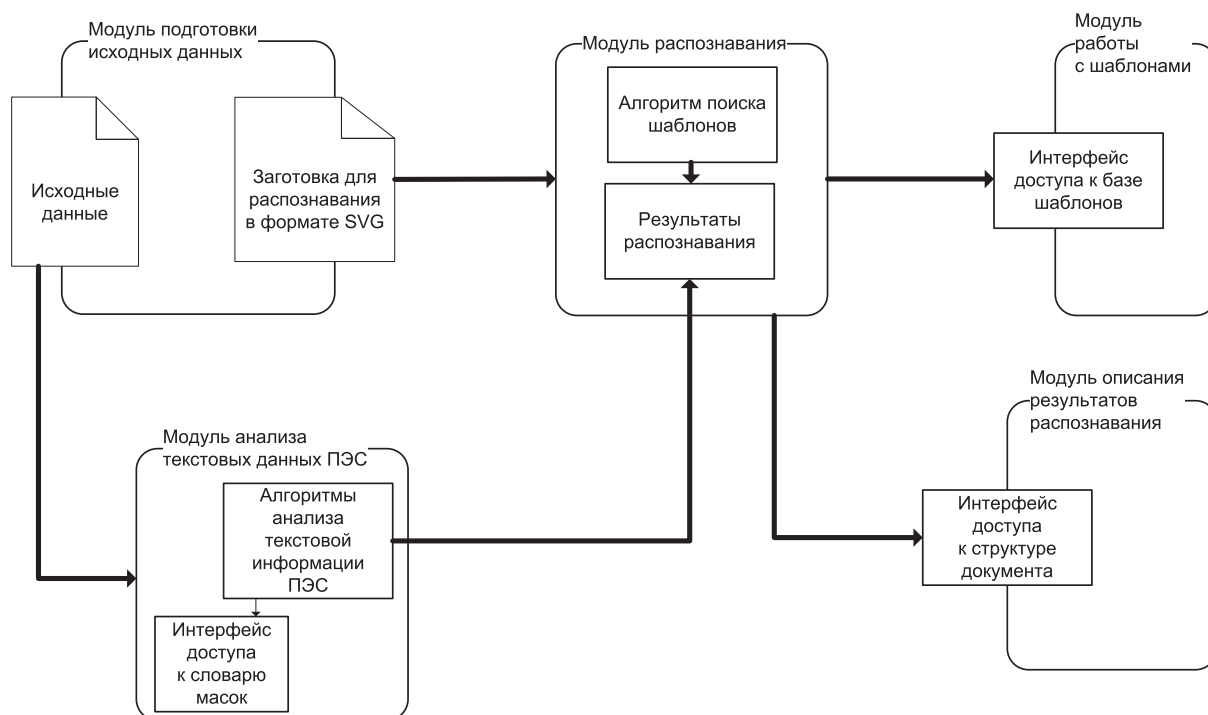 Модуль подготовки
исходных данных
Исходные
данные
Заготовка для
распознавания
в формате SVG
Модуль распознавания
Алгоритм поиска
шаблонов
Результаты
распознавания
Модуль
работы
с шаблонами
Интерфейс
доступа к базе
шаблонов
Модуль анализа
текстовых данных ПЭС
Алгоритмы
анализа
текстовой
информации
ПЭС
Интерфейс
доступа
к словарю
масок
Модуль описания
результатов
распознавания
Интерфейс
доступа
к структуре
документа